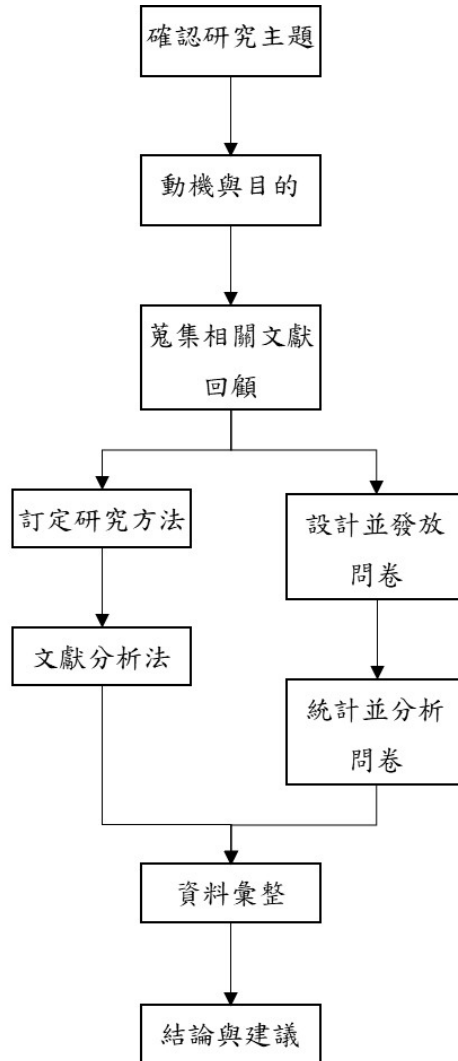 確認研究主題
動機與目的
蒐集相關文獻
回顧
訂定研究方法
文獻分析法
設計並發放
問卷
統計並分析
問卷
資料彙整
結論與建議